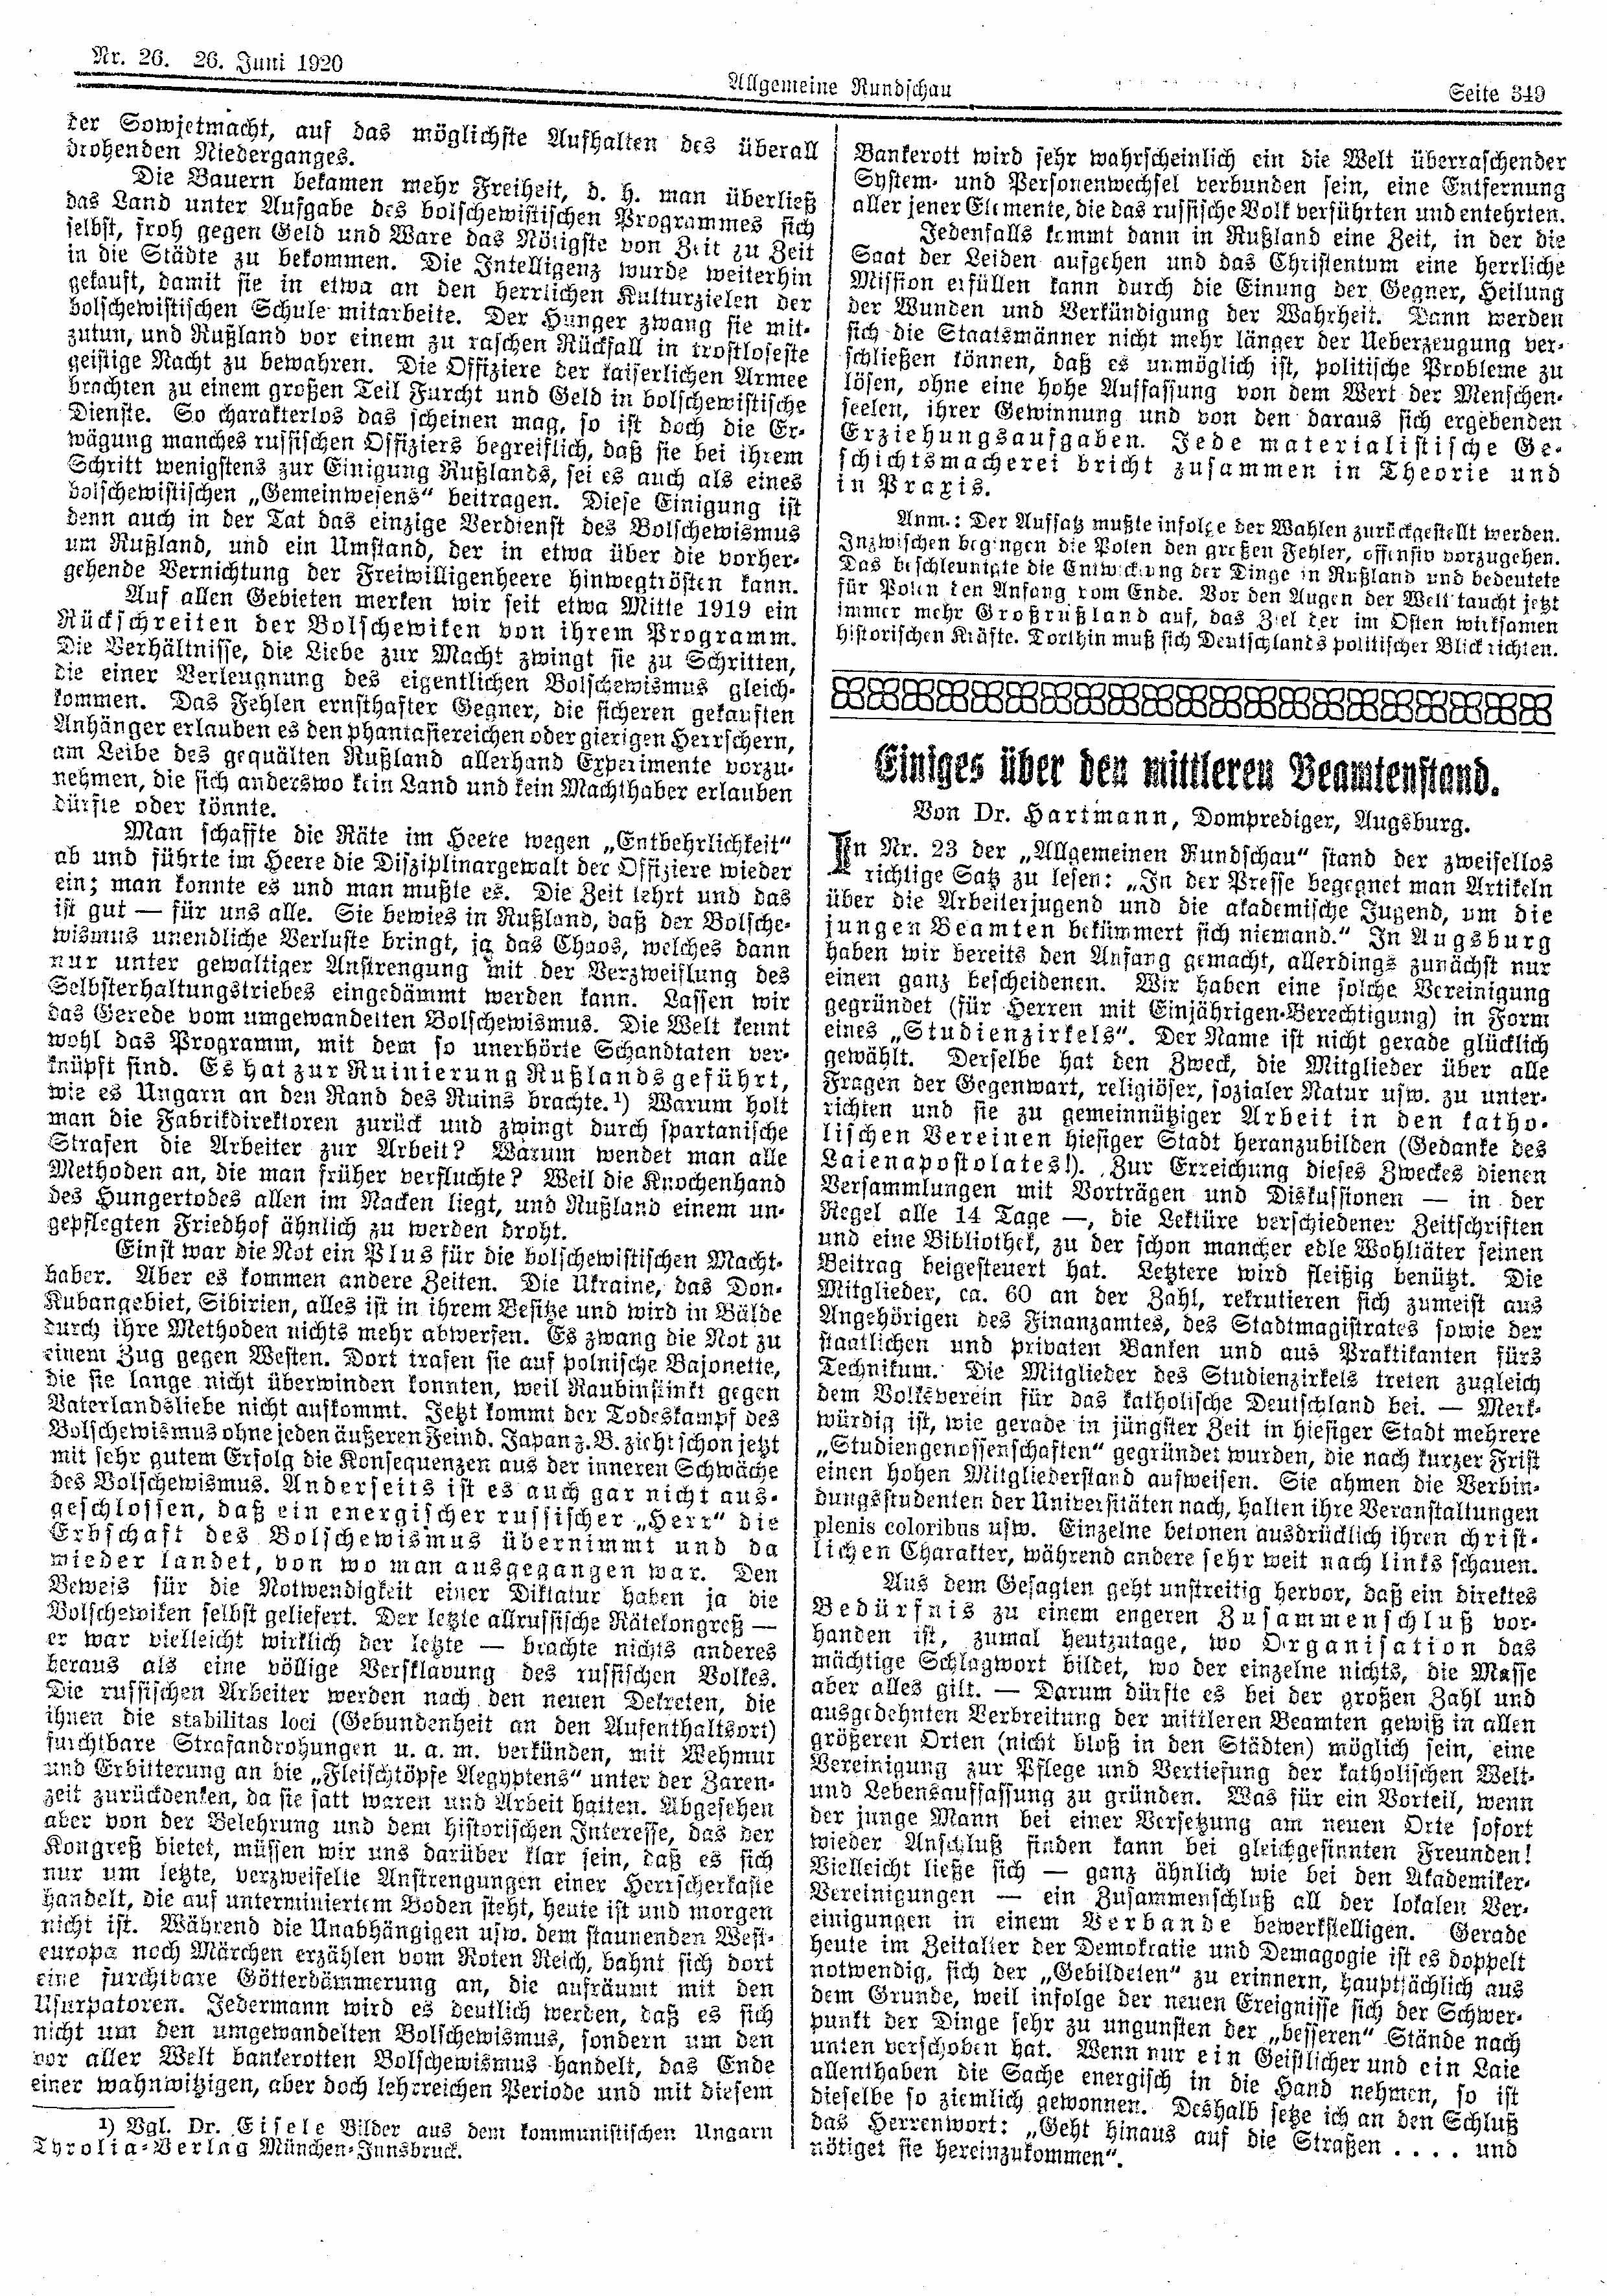 Nr. 26. 26. Juni 1920
Allgemeine Rundschau
Seite 349
der Sowjetmacht, auf das möglichste Aufhalten des überall
drohenden Niederganges.
Die Bauern bekamen mehr Freiheit, d. h. man überließ
das Land unter Aufgabe des bolschewistischen Programmes sich
selbst, froh gegen Geld und Ware das Nötigste von Zeit zu Zeit
in die Städte zu bekommen. Die Intelligenz wurde weiterhin
gekauft, damit sie in etwa an den herrlichen Kulturzielen der
bolschewistischen Schule mitarbeite. Der Hunger zwang sie mit-
zutun, und Rußland vor einem zu raschen Rückfall in trostloseste
geistige Nacht zu bewahren. Die Offiziere der kaiserlichen Armee
brachten zu einem großen Teil Furcht und Geld in bolschewistische
Dienste. So charakterlos das scheinen mag, so ist doch die Er-
wägung manches russischen Offiziers begreiflich, daß sie bei ihrem
Schritt wenigstens zur Einigung Rußlands, sei es auch als eines
bolschewistischen „Gemeinwesens“ beitragen. Diese Einigung ist
denn auch in der Tat das einzige Verdienst des Bolschewismus
um Rußland, und ein Umstand, der in etwa über die vorher-
gehende Vernichtung der Freiwilligenheere hinwegtrösten kann.
Auf allen Gebieten merken wir seit etwa Mitte 1919 ein
Rückschreiten der Bolschewiken von ihrem Programm.
Die Verhältnisse, die Liebe zur Macht zwingt sie zu Schritten,
die einer Verleugnung des eigentlichen Bolschewismus gleich-
kommen. Das Fehlen ernsthafter Gegner, die sicheren gekauften
Anhänger erlauben es den phantasiereichen oder gierigen Herrschern,
am Leibe des gequälten Rußland allerhand Experimente vorzu-
nehmen, die sich anderswo kein Land und kein Machthaber erlauben
dürfte oder könnte.
Man schaffte die Räte im Heere wegen „Entbehrlichkeit“
ab und führte im Heere die Disziplinargewalt der Offiziere wieder
ein; man konnte es und man mußte es. Die Zeit lehrt und das
ist gut — für uns alle. Sie bewies in Rußland, daß der Bolsche-
wismus unendliche Verluste bringt, ja das Chaos, welches dann
nur unter gewaltiger Anstrengung mit der Verzweiflung des
Selbsterhaltungstriebes eingedämmt werden kann. Lassen wir
das Gerede vom umgewandelten Bolschewismus. Die Welt kennt
wohl das Programm, mit dem so unerhörte Schandtaten ver-
knüpft sind. Es hat zur Ruinierung Rußlands geführt,
wie es Ungarn an den Rand des Ruins brachte.¹) Warum holt
man die Fabrikdirektoren zurück und zwingt durch spartanische
Strafen die Arbeiter zur Arbeit? Warum wendet man alle
Methoden an, die man früher verfluchte? Weil die Knochenhand
des Hungertodes allen im Nacken liegt, und Rußland einem un-
gepflegten Friedhof ähnlich zu werden droht.
Einst war die Not ein Plus für die bolschewistischen Macht-
haber. Aber es kommen andere Zeiten. Die Ukraine, das Don-
Kubangebiet, Sibirien, alles ist in ihrem Besitze und wird in Bälde
durch ihre Methoden nichts mehr abwerfen. Es zwang die Not zu
einem Zug gegen Westen. Dort trafen sie auf polnische Bajonette,
die sie lange nicht überwinden konnten, weil Raubinstinkt gegen
Vaterlandsliebe nicht aufkommt. Jetzt kommt der Todeskampf des
Bolschewismus ohne jeden äußeren Feind. Japan z. B. zieht schon jetzt
mit sehr gutem Erfolg die Konsequenzen aus der inneren Schwäche
des Bolschewismus. Anderseits ist es auch gar nicht aus-
geschlossen, daß ein energischer russischer „Herr“ die
Erbschaft des Bolschewismus übernimmt und da
wieder landet, von wo man ausgegangen war. Den
Beweis für die Notwendigkeit einer Diktatur haben ja die
Bolschewiken selbst geliefert. Der letzte allrussische Rätekongreß —
er war vielleicht wirklich der letzte — brachte nichts anderes
heraus als eine völlige Versklavung des russischen Volkes.
Die russischen Arbeiter werden nach den neuen Dekreten, die
ihnen die stabilitas loci (Gebundenheit an den Aufenthaltsort)
furchtbare Strafandrohungen u. a. m. verkünden, mit Wehmut
und Erbitterung an die „Fleischtöpfe Aegyptens“ unter der Zaren-
zeit zurückdenken, da sie satt waren und Arbeit hatten. Abgesehen
aber von der Belehrung und dem historischen Interesse, das der
Kongreß bietet, müssen wir uns darüber klar sein, daß es sich
nur um letzte, verzweifelte Anstrengungen einer Herrscherkaste
handelt, die auf unterminiertem Boden steht, heute ist und morgen
nicht ist. Während die Unabhängigen usw. dem staunenden West-
europa noch Märchen erzählen vom Roten Reich, bahnt sich dort
eine furchtbare Götterdämmerung an, die aufräumt mit den
Usurpatoren. Jedermann wird es deutlich werden, daß es sich
nicht um den umgewandelten Bolschewismus, sondern um den
vor aller Welt bankerotten Bolschewismus handelt, das Ende
einer wahnwitzigen, aber doch lehrreichen Periode und mit diesem
¹) Vgl. Dr. Eisele Bilder aus dem kommunistischen Ungarn
Tyrolia-Verlag München-Innsbruck.
Bankerott wird sehr wahrscheinlich ein die Welt überraschender
System- und Personenwechsel verbunden sein, eine Entfernung
aller jener Elemente, die das russische Volk verführten und entehrten.
Jedenfalls kommt dann in Rußland eine Zeit, in der die
Saat der Leiden aufgehen und das Christentum eine herrliche
Mission erfüllen kann durch die Einung der Gegner, Heilung
der Wunden und Verkündigung der Wahrheit. Dann werden
sich die Staatsmänner nicht mehr länger der Ueberzeugung ver-
schließen können, daß es unmöglich ist, politische Probleme zu
lösen, ohne eine hohe Auffassung von dem Wert der Menschen-
seelen, ihrer Gewinnung und von den daraus sich ergebenden
Erziehungsaufgaben. Jede materialistische Ge-
schichtsmacherei bricht zusammen in Theorie und
in Praxis.
Anm.: Der Aufsatz mußte infolge der Wahlen zurückgestellt werden.
Inzwischen begingen die Polen den großen Fehler, offensiv vorzugehen.
Das beschleunigte die Entwickung der Dinge in Rußland und bedeutete
für Polen den Anfang vom Ende. Vor den Augen der Welt taucht jetzt
immer mehr Großrußland auf, das Ziel der im Osten wirksamen
historischen Kräfte. Dorthin muß sich Deutschlands politischer Blick richten.
Einiges über den mittleren Beamtenstand.
Von Dr. Hartmann, Domprediger, Augsburg.
In Nr. 23 der „Allgemeinen Rundschau“ stand der zweifellos
richtige Satz zu lesen: „In der Presse begegnet man Artikeln
über die Arbeiterjugend und die akademische Jugend, um die
jungen Beamten bekümmert sich niemand.“ In Augsburg
haben wir bereits den Anfang gemacht, allerdings zunächst nur
einen ganz bescheidenen. Wir haben eine solche Vereinigung
gegründet (für Herren mit Einjährigen-Berechtigung) in Form
eines „Studienzirkels“. Der Name ist nicht gerade glücklich
gewählt. Derselbe hat den Zweck, die Mitglieder über alle
Fragen der Gegenwart, religiöser, sozialer Natur usw. zu unter-
richten und sie zu gemeinnütziger Arbeit in den katho-
lischen Vereinen hiesiger Stadt heranzubilden (Gedanke des
Laienapostolates!). Zur Erreichung dieses Zweckes dienen
Versammlungen mit Vorträgen und Diskussionen — in der
Regel alle 14 Tage —, die Lektüre verschiedener Zeitschriften
und eine Bibliothek, zu der schon mancher edle Wohltäter seinen
Beitrag beigesteuert hat. Letztere wird fleißig benützt. Die
Mitglieder, ca. 60 an der Zahl, rekrutieren sich zumeist aus
Angehörigen des Finanzamtes, des Stadtmagistrates sowie der
staatlichen und privaten Banken und aus Praktikanten fürs
Technikum. Die Mitglieder des Studienzirkels treten zugleich
dem Volksverein für das katholische Deutschland bei. — Merk-
würdig ist, wie gerade in jüngster Zeit in hiesiger Stadt mehrere
„Studiengenossenschaften“ gegründet wurden, die nach kurzer Frist
einen hohen Mitgliederstand aufweisen. Sie ahmen die Verbin-
dungsstudenten der Universitäten nach, halten ihre Veranstaltungen
plenis coloribus usw. Einzelne betonen ausdrücklich ihren christ-
lichen Charakter, während andere sehr weit nach links schauen.
Aus dem Gesagten geht unstreitig hervor, daß ein direktes
Bedürfnis zu einem engeren Zusammenschluß vor-
handen ist, zumal heutzutage, wo Organisation das
mächtige Schlagwort bildet, wo der einzelne nichts, die Masse
aber alles gilt. — Darum dürfte es bei der großen Zahl und
ausgedehnten Verbreitung der mittleren Beamten gewiß in allen
größeren Orten (nicht bloß in den Städten) möglich sein, eine
Vereinigung zur Pflege und Vertiefung der katholischen Welt-
und Lebensauffassung zu gründen. Was für ein Vorteil, wenn
der junge Mann bei einer Versetzung am neuen Orte sofort
wieder Anschluß finden kann bei gleichgesinnten Freunden!
Vielleicht ließe sich — ganz ähnlich wie bei den Akademiker-
Vereinigungen — ein Zusammenschluß all der lokalen Ver-
einigungen in einem Verbande bewerkstelligen. Gerade
heute im Zeitalter der Demokratie und Demagogie ist es doppelt
notwendig, sich der „Gebildeten“ zu erinnern, hauptsächlich aus
dem Grunde, weil infolge der neuen Ereignisse sich der Schwer-
punkt der Dinge sehr zu ungunsten der „besseren“ Stände nach
unten verschoben hat. Wenn nur ein Geistlicher und ein Laie
allenthaben die Sache energisch in die Hand nehmen, so ist
dieselbe so ziemlich gewonnen. Deshalb setze ich an den Schluß
das Herrenwort: „Geht hinaus auf die Straßen . . . . und
nötiget sie hereinzukommen“.